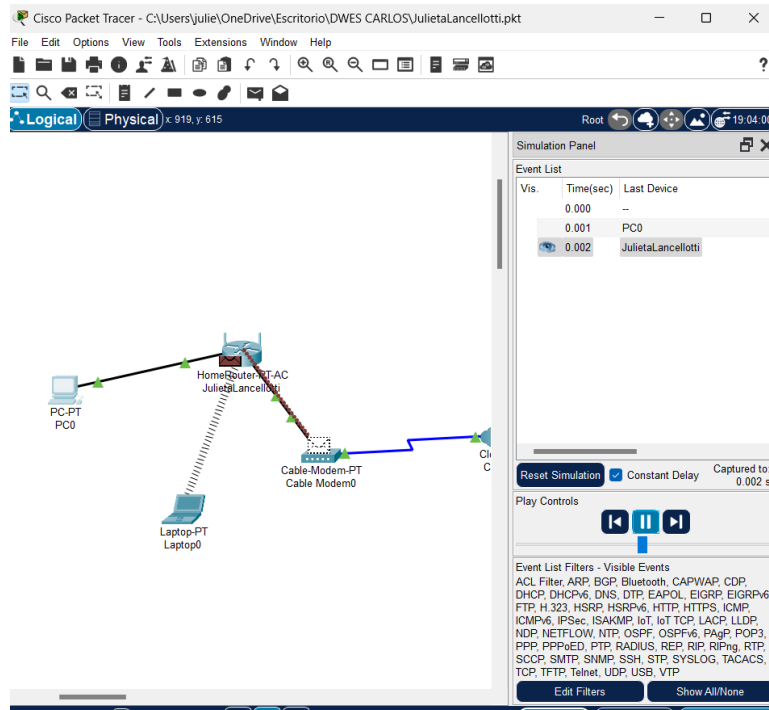 Cisco Packet Tracer - C:\Users\julie\OneDrive\Escritorio\DWES CARLOS\JulietaLancellotti.pkt
File Edit Options View Tools Extensions Window Help
?
Logical Physical x: 919, y: 615 Root 19:04:00
Simulation Panel
Event List
Vis. Time(sec) Last Device
0.000 --
0.001 PC0
0.002 JulietaLancellotti
HomeRouter-PT-AC
JulietaLancellotti
PC-PT
PC0
Cable-Modem-PT
Cable Modem0
Clo
C
Laptop-PT
Laptop0
Reset Simulation Constant Delay Captured to:
0.002 s
Play Controls
Event List Filters - Visible Events
ACL Filter, ARP, BGP, Bluetooth, CAPWAP, CDP,
DHCP, DHCPv6, DNS, DTP, EAPOL, EIGRP, EIGRPv6,
FTP, H.323, HSRP, HSRPv6, HTTP, HTTPS, ICMP,
ICMPv6, IPSec, ISAKMP, IoT, IoT TCP, LACP, LLDP,
NDP, NETFLOW, NTP, OSPF, OSPFv6, PAgP, POP3,
PPP, PPPoED, PTP, RADIUS, REP, RIP, RIPng, RTP,
SCCP, SMTP, SNMP, SSH, STP, SYSLOG, TACACS,
TCP, TFTP, Telnet, UDP, USB, VTP
Edit Filters Show All/None